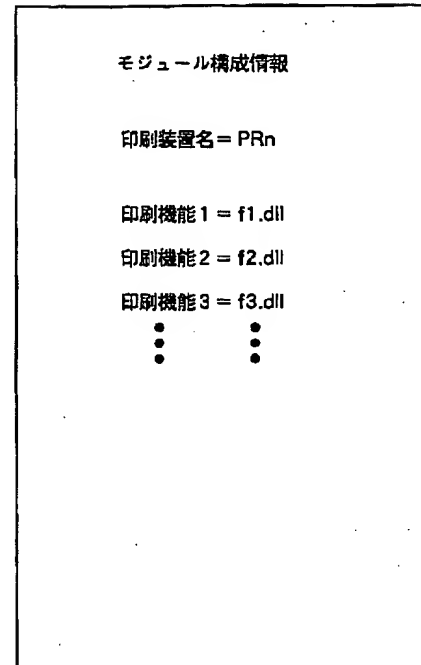 モジュール構成情報
印刷装置名 = PRn
印刷機能1 = f1.dll
印刷機能2 = f2.dll
印刷機能3 = f3.dll